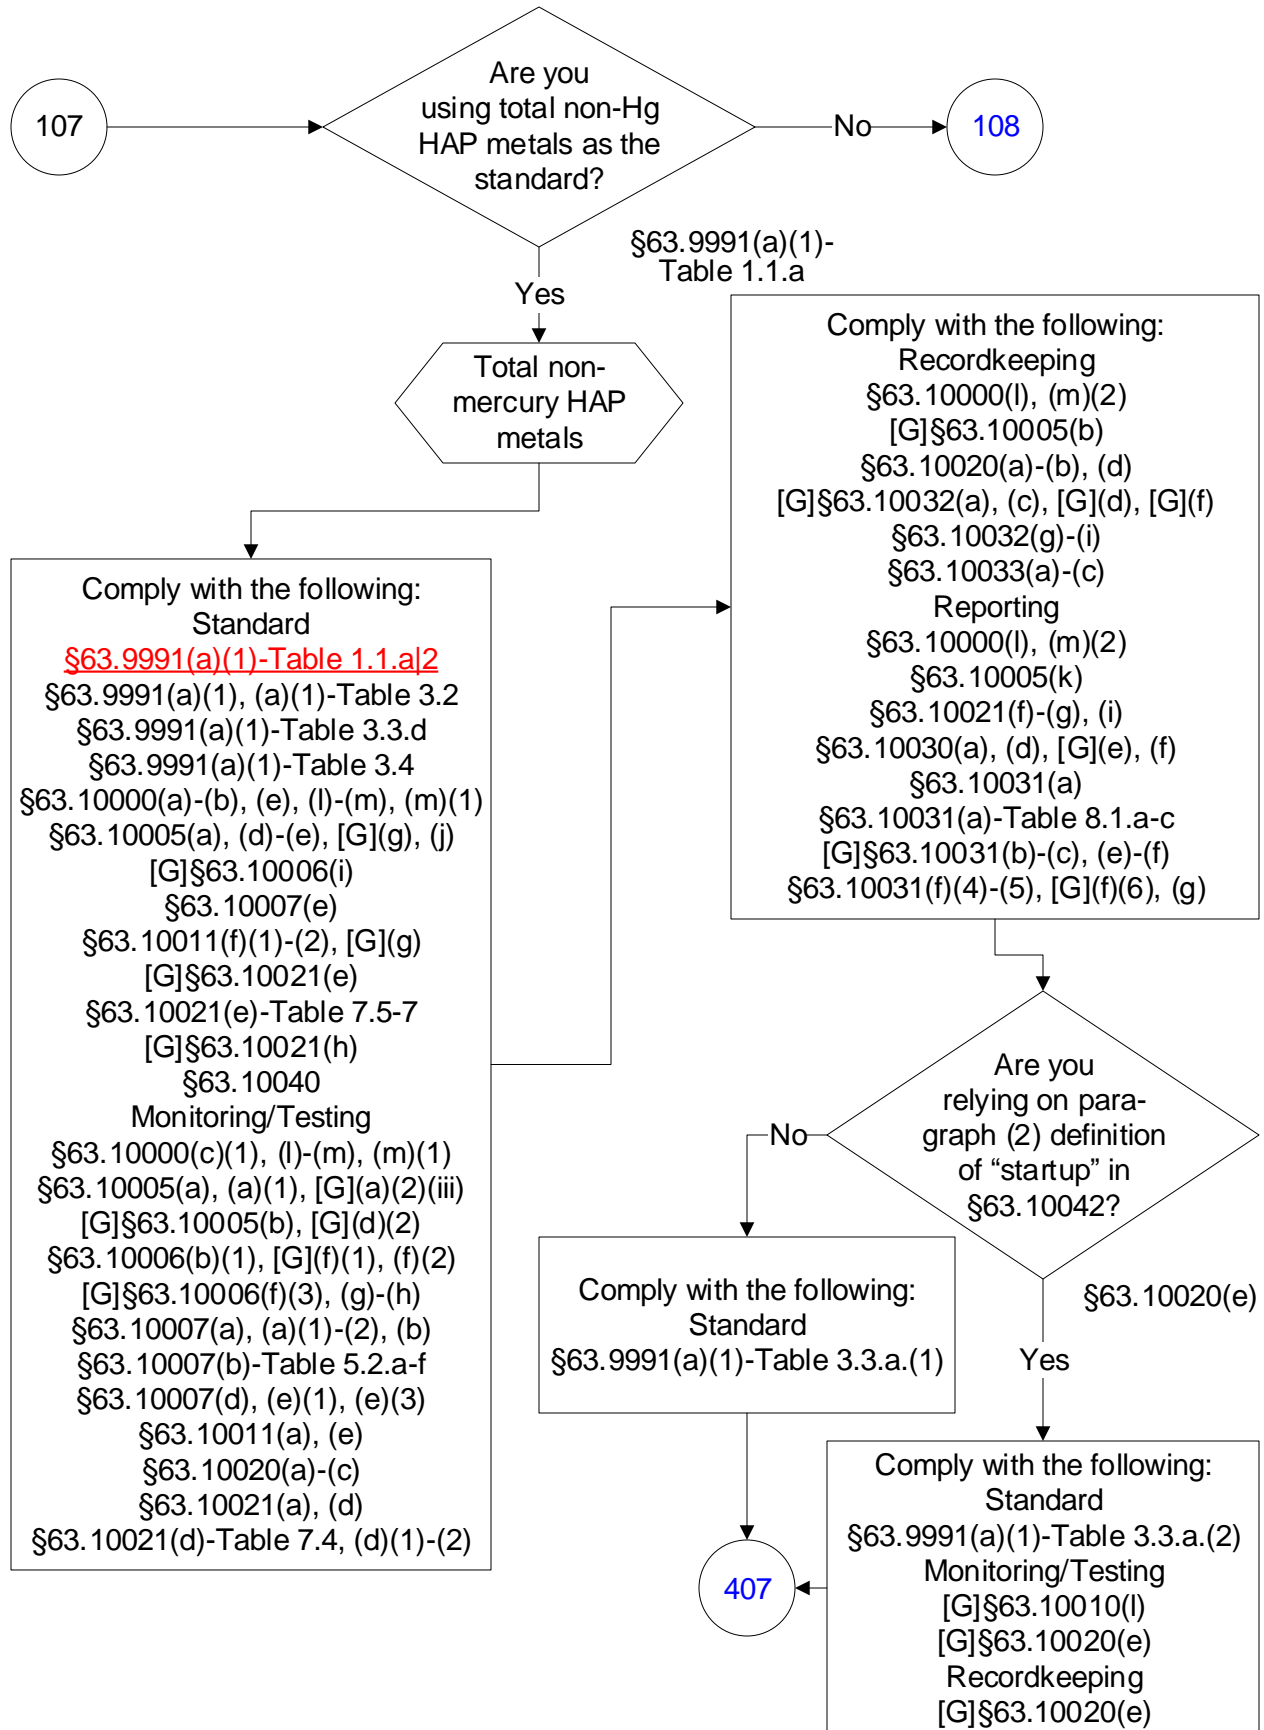 107
Are you
using total non-Hg
HAP metals as the
standard?
No
108
§63.9991(a)(1)-
Table 1.1.a
Yes
Total non-
mercury HAP
metals
Comply with the following:
Standard
§63.9991(a)(1)-Table 1.1.a|2
§63.9991(a)(1), (a)(1)-Table 3.2
§63.9991(a)(1)-Table 3.3.d
§63.9991(a)(1)-Table 3.4
§63.10000(a)-(b), (e), (l)-(m), (m)(1)
§63.10005(a), (d)-(e), [G](g), (j)
[G]§63.10006(i)
§63.10007(e)
§63.10011(f)(1)-(2), [G](g)
[G]§63.10021(e)
§63.10021(e)-Table 7.5-7
[G]§63.10021(h)
§63.10040
Monitoring/Testing
§63.10000(c)(1), (l)-(m), (m)(1)
§63.10005(a), (a)(1), [G](a)(2)(iii)
[G]§63.10005(b), [G](d)(2)
§63.10006(b)(1), [G](f)(1), (f)(2)
[G]§63.10006(f)(3), (g)-(h)
§63.10007(a), (a)(1)-(2), (b)
§63.10007(b)-Table 5.2.a-f
§63.10007(d), (e)(1), (e)(3)
§63.10011(a), (e)
§63.10020(a)-(c)
§63.10021(a), (d)
§63.10021(d)-Table 7.4, (d)(1)-(2)
Comply with the following:
Recordkeeping
§63.10000(l), (m)(2)
[G]§63.10005(b)
§63.10020(a)-(b), (d)
[G]§63.10032(a), (c), [G](d), [G](f)
§63.10032(g)-(i)
§63.10033(a)-(c)
Reporting
§63.10000(l), (m)(2)
§63.10005(k)
§63.10021(f)-(g), (i)
§63.10030(a), (d), [G](e), (f)
§63.10031(a)
§63.10031(a)-Table 8.1.a-c
[G]§63.10031(b)-(c), (e)-(f)
§63.10031(f)(4)-(5), [G](f)(6), (g)
Are you
relying on para-
graph (2) definition
of “startup” in
§63.10042?
No
§63.10020(e)
Yes
Comply with the following:
Standard
§63.9991(a)(1)-Table 3.3.a.(1)
Comply with the following:
Standard
§63.9991(a)(1)-Table 3.3.a.(2)
Monitoring/Testing
[G]§63.10010(l)
[G]§63.10020(e)
Recordkeeping
[G]§63.10020(e)
407